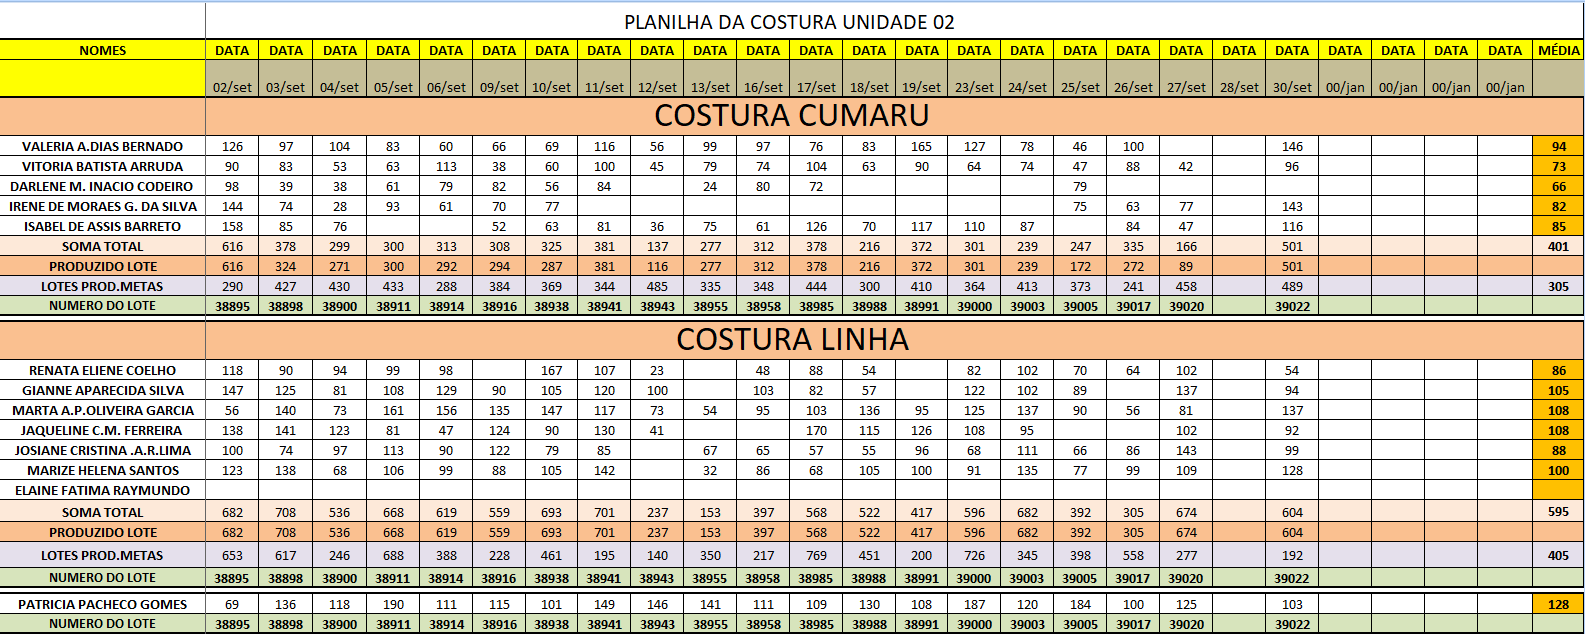 PLANILHA DA COSTURA UNIDADE 02
NOMES DATA DATA DATA DATA DATA DATA DATA DATA DATA DATA DATA DATA DATA DATA DATA DATA DATA DATA DATA DATA DATA DATA DATA DATA DATA MÉDIA
02/set 03/set 04/set 05/set 06/set 09/set 10/set 11/set 12/set 13/set 16/set 17/set 18/set 19/set 23/set 24/set 25/set 26/set 27/set 28/set 30/set 00/jan 00/jan 00/jan 00/jan
COSTURA CUMARU
VALERIA A.DIAS BERNADO 126 97 104 83 60 66 69 116 56 99 97 76 83 165 127 78 46 100 146 94
VITORIA BATISTA ARRUDA 90 83 53 63 113 38 60 100 45 79 74 104 63 90 64 74 47 88 42 96 73
DARLENE M. INACIO CODEIRO 98 39 38 61 79 82 56 84 24 80 72 79 66
IRENE DE MORAES G. DA SILVA 144 74 28 93 61 70 77 75 63 77 143 82
ISABEL DE ASSIS BARRETO 158 85 76 52 63 81 36 75 61 126 70 117 110 87 84 47 116 85
SOMA TOTAL 616 378 299 300 313 308 325 381 137 277 312 378 216 372 301 239 247 335 166 501 401
PRODUZIDO LOTE 616 324 271 300 292 294 287 381 116 277 312 378 216 372 301 239 172 272 89 501
LOTES PROD.METAS 290 427 430 433 288 384 369 344 485 335 348 444 300 410 364 413 373 241 458 489 305
NUMERO DO LOTE 38895 38898 38900 38911 38914 38916 38938 38941 38943 38955 38958 38985 38988 38991 39000 39003 39005 39017 39020 39022
COSTURA LINHA
RENATA ELIENE COELHO 118 90 94 99 98 167 107 23 48 88 54 82 102 70 64 102 54 86
GIANNE APARECIDA SILVA 147 125 81 108 129 90 105 120 100 103 82 57 122 102 89 137 94 105
MARTA A.P.OLIVEIRA GARCIA 56 140 73 161 156 135 147 117 73 54 95 103 136 95 125 137 90 56 81 137 108
JAQUELINE C.M. FERREIRA 138 141 123 81 47 124 90 130 41 170 115 126 108 95 102 92 108
JOSIANE CRISTINA .A.R.LIMA 100 74 97 113 90 122 79 85 67 65 57 55 96 68 111 66 86 143 99 88
MARIZE HELENA SANTOS 123 138 68 106 99 88 105 142 32 86 68 105 100 91 135 77 99 109 128 100
ELAINE FATIMA RAYMUNDO
SOMA TOTAL 682 708 536 668 619 559 693 701 237 153 397 568 522 417 596 682 392 305 674 604 595
PRODUZIDO LOTE 682 708 536 668 619 559 693 701 237 153 397 568 522 417 596 682 392 305 674 604
LOTES PROD.METAS 653 617 246 688 388 228 461 195 140 350 217 769 451 200 726 345 398 558 277 192 405
NUMERO DO LOTE 38895 38898 38900 38911 38914 38916 38938 38941 38943 38955 38958 38985 38988 38991 39000 39003 39005 39017 39020 39022
PATRICIA PACHECO GOMES 69 136 118 190 111 115 101 149 146 141 111 109 130 108 187 120 184 100 125 103 128
NUMERO DO LOTE 38895 38898 38900 38911 38914 38916 38938 38941 38943 38955 38958 38985 38988 38991 39000 39003 39005 39017 39020 39022